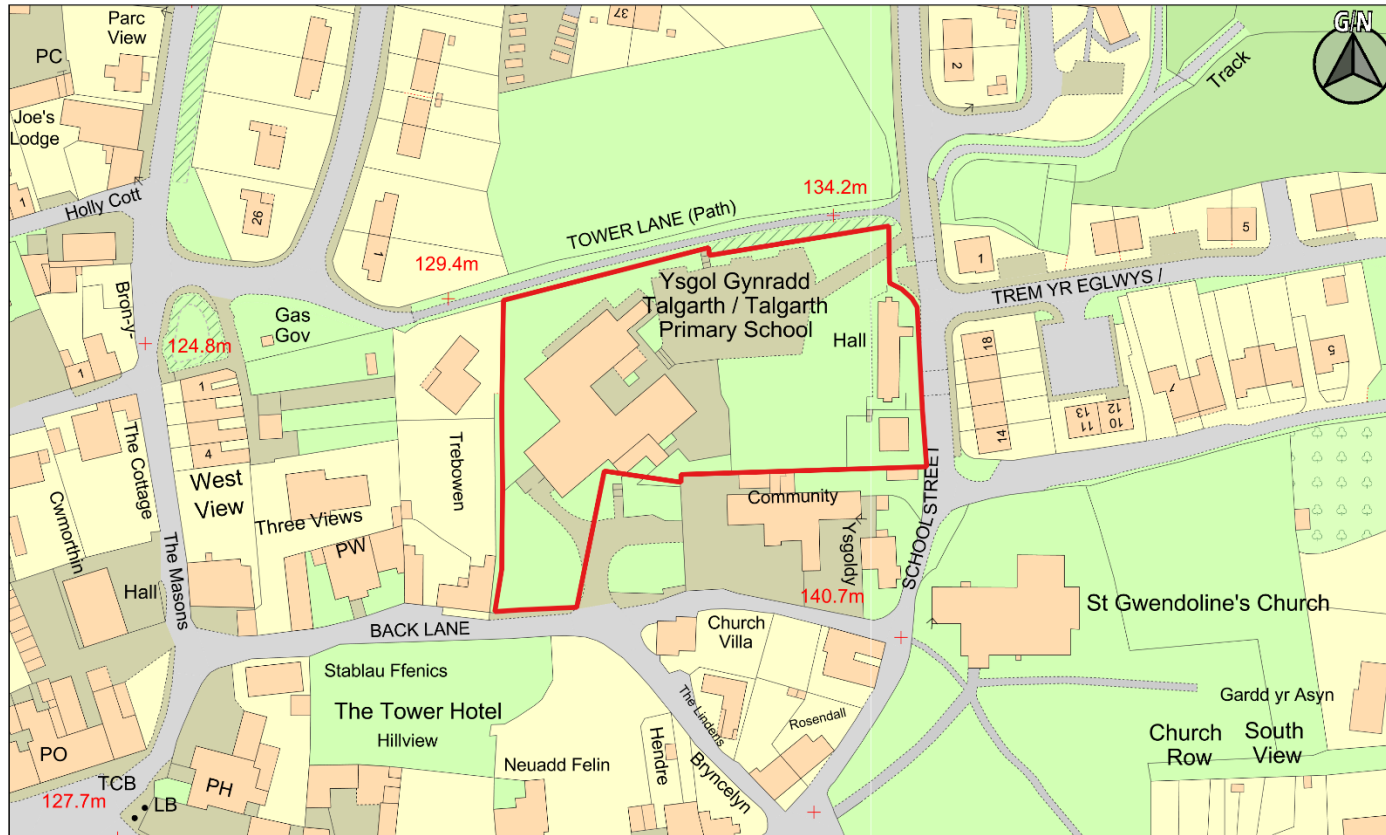 Parc
View
PC
Joe's
Lodge
37
2
G/N
Track
1
Holly Cott
26
1
134.2m
TOWER LANE (Path)
129.4m
1
5
Bron-y-
124.8m
Gas
Gov
Ysgol Gynradd
Talgarth / Talgarth
Primary School
Hall
TREM YR EGLWYS /
1
1
4
West
View
The Cottage
Cwmorthin
Trebowen
18
14
13
11
12
10
7
5
Three Views
PW
The Masons
Hall
Community
Ysgoldy
SCHOOL STREET
140.7m
BACK LANE
St Gwendoline's Church
Church
Villa
Stablau Ffenics
The Tower Hotel
Hillview
The Lindens
Rosendall
Gardd yr Asyn
Church
Row
South
View
PO
TCB
127.7m
LB
PH
Neuadd Felin
Hendre
Bryncelyn